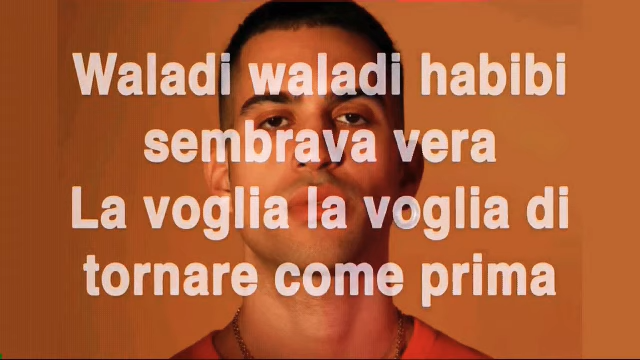 Waladi waladi habibi
sembrava vera
La voglia la voglia di
tornare come prima